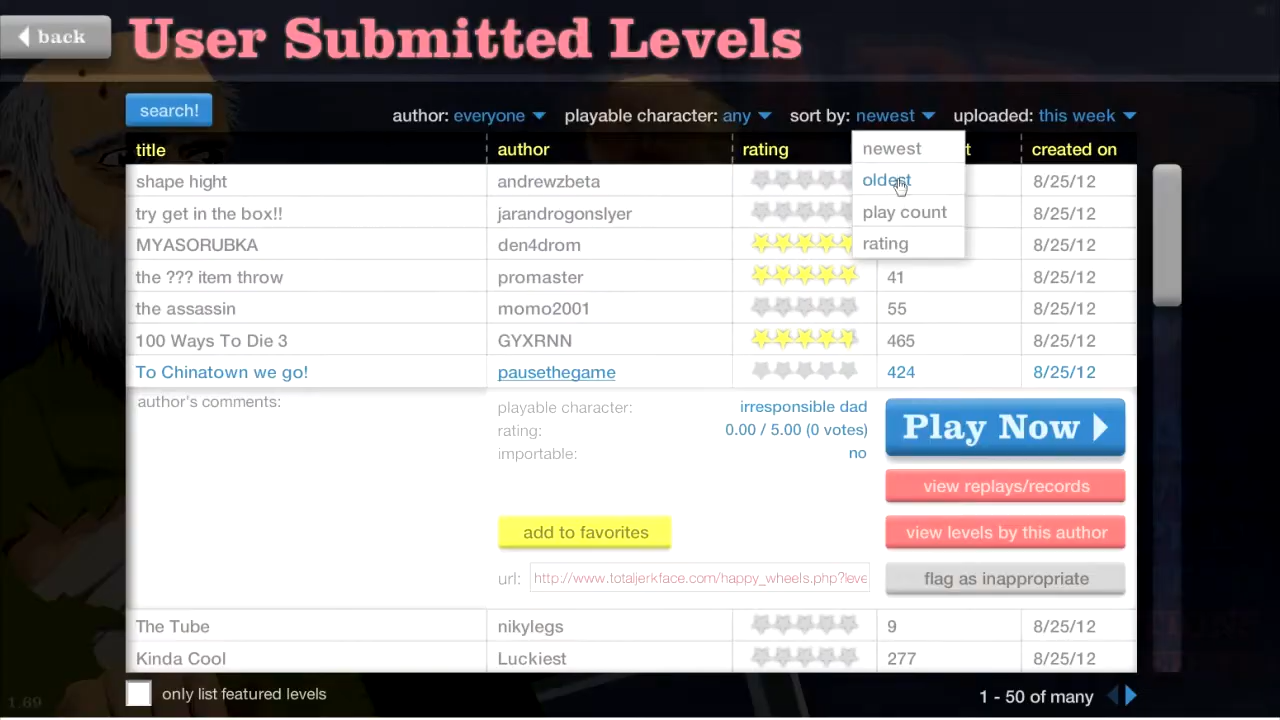 back
User Submitted Levels
search!
author: everyone playable character: any sort by: newest uploaded: this week
title author rating t created on
newest
oldest
play count
rating
shape hight andrewzbeta 8/25/12
try get in the box!! jarandrogonslyer 8/25/12
MYASORUBKA den4drom 8/25/12
the ??? item throw promaster 41 8/25/12
the assassin momo2001 55 8/25/12
100 Ways To Die 3 GYXRNN 465 8/25/12
To Chinatown we go! pausethegame 424 8/25/12
author's comments:
playable character: irresponsible dad
rating: 0.00 / 5.00 (0 votes)
importable: no
Play Now
view replays/records
add to favorites
view levels by this author
url: http://www.totaljerkface.com/happy_wheels.php?leve
flag as inappropriate
The Tube nikylegs 9 8/25/12
Kinda Cool Luckiest 277 8/25/12
only list featured levels
1 - 50 of many
1.69